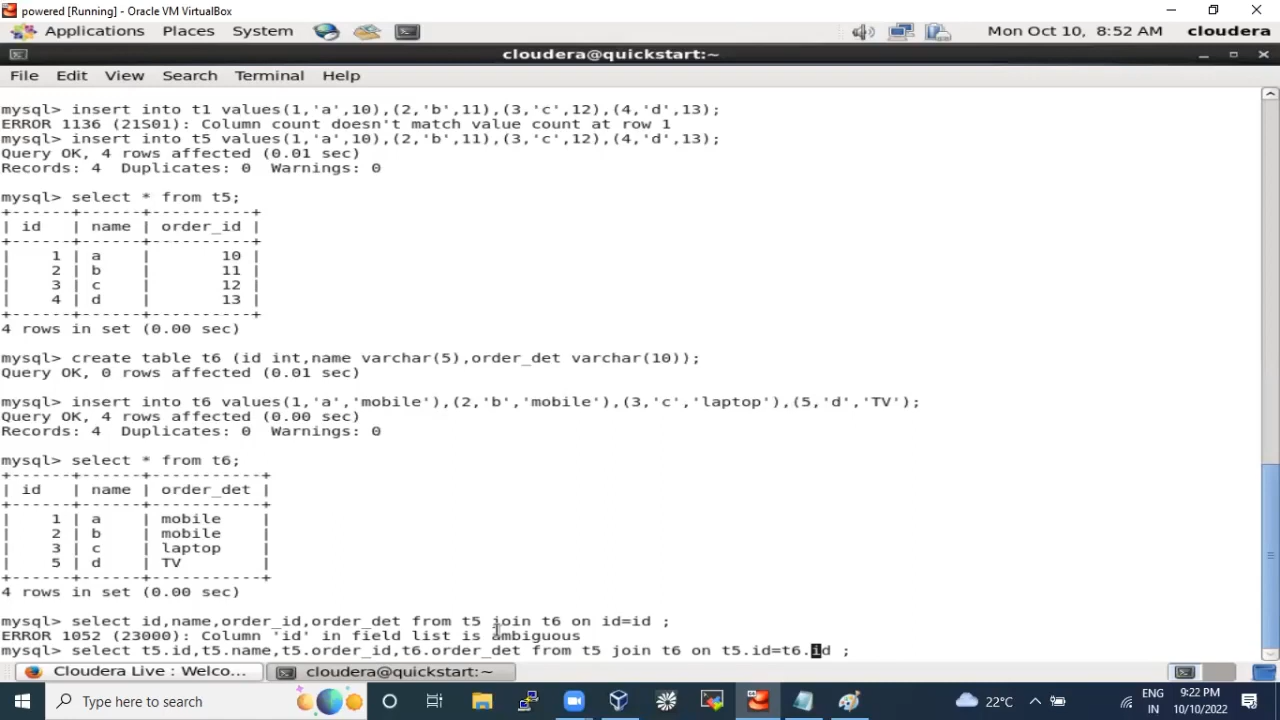 powered [Running] - Oracle VM VirtualBox
Applications Places System Mon Oct 10, 8:52 AM cloudera
cloudera@quickstart:~
File Edit View Search Terminal Help
mysql> insert into t1 values(1,'a',10),(2,'b',11),(3,'c',12),(4,'d',13);
ERROR 1136 (21S01): Column count doesn't match value count at row 1
mysql> insert into t5 values(1,'a',10),(2,'b',11),(3,'c',12),(4,'d',13);
Query OK, 4 rows affected (0.01 sec)
Records: 4  Duplicates: 0  Warnings: 0
mysql> select * from t5;
+------+------+----------+
| id   | name | order_id |
+------+------+----------+
|    1 | a    |       10 |
|    2 | b    |       11 |
|    3 | c    |       12 |
|    4 | d    |       13 |
+------+------+----------+
4 rows in set (0.00 sec)
mysql> create table t6 (id int,name varchar(5),order_det varchar(10));
Query OK, 0 rows affected (0.01 sec)
mysql> insert into t6 values(1,'a','mobile'),(2,'b','mobile'),(3,'c','laptop'),(5,'d','TV');
Query OK, 4 rows affected (0.00 sec)
Records: 4  Duplicates: 0  Warnings: 0
mysql> select * from t6;
+------+------+-----------+
| id   | name | order_det |
+------+------+-----------+
|    1 | a    | mobile    |
|    2 | b    | mobile    |
|    3 | c    | laptop    |
|    5 | d    | TV        |
+------+------+-----------+
4 rows in set (0.00 sec)
mysql> select id,name,order_id,order_det from t5 join t6 on id=id ;
ERROR 1052 (23000): Column 'id' in field list is ambiguous
mysql> select t5.id,t5.name,t5.order_id,t6.order_det from t5 join t6 on t5.id=t6.id ;
Cloudera Live : Welco... cloudera@quickstart:~
Type here to search 22°C ENG 9:22 PM
IN 10/10/2022